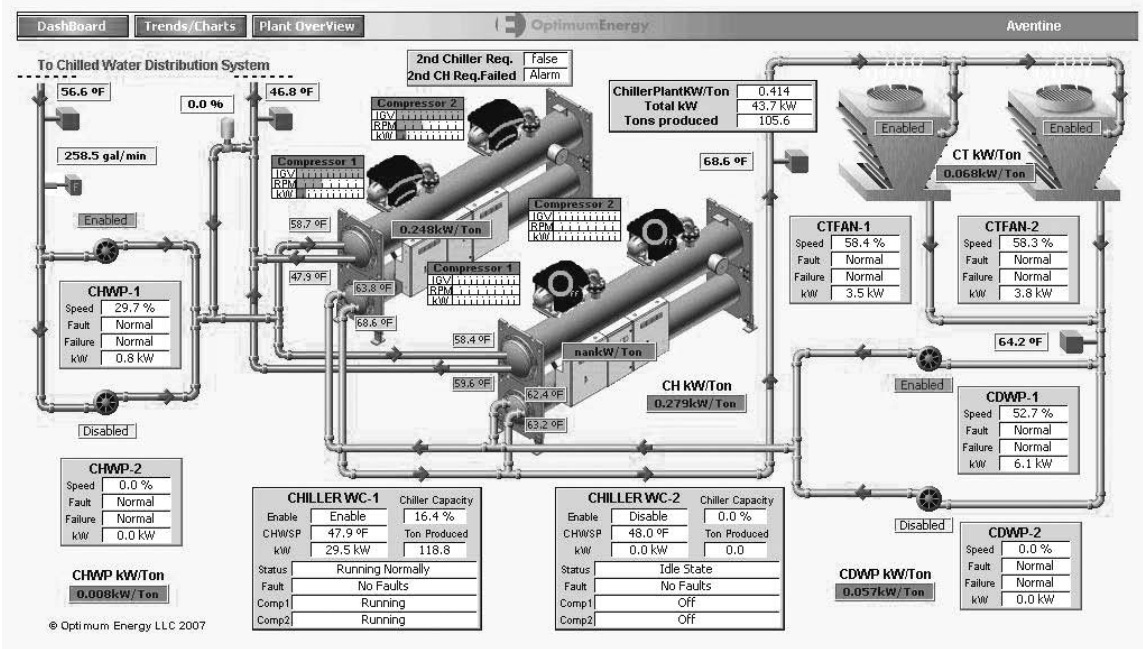 DashBoard
Trends/Charts
Plant OverView
OptimumEnergy
Aventine
To Chilled Water Distribution System
56.6 ºF
0.0 %
46.8 ºF
258.5 gal/min
F
2nd Chiller Req. False
2nd CH Req.Failed Alarm
ChillerPlantKW/Ton 0.414
Total kW 43.7 kW
Tons produced 105.6
Compressor 2
IGV
RPM
kW
Compressor 1
IGV
RPM
kW
58.7 ºF
0.248kW/Ton
47.9 ºF
63.8 ºF
68.6 ºF
Compressor 2
IGV
RPM
kW
Compressor 1
IGV
RPM
kW
Off
Off
58.4 ºF
nankW/Ton
59.6 ºF
62.4 ºF
63.2 ºF
CH kW/Ton
0.279kW/Ton
68.6 ºF
Enabled
Enabled
CT kW/Ton
0.068kW/Ton
CTFAN-1
Speed 58.4 %
Fault Normal
Failure Normal
kW 3.5 kW
CTFAN-2
Speed 58.3 %
Fault Normal
Failure Normal
kW 3.8 kW
64.2 ºF
Enabled
CHWP-1
Speed 29.7 %
Fault Normal
Failure Normal
kW 0.8 kW
Disabled
CHWP-2
Speed 0.0 %
Fault Normal
Failure Normal
kW 0.0 kW
CHWP kW/Ton
0.008kW/Ton
Enabled
CDWP-1
Speed 52.7 %
Fault Normal
Failure Normal
kW 6.1 kW
Disabled
CDWP-2
Speed 0.0 %
Fault Normal
Failure Normal
kW 0.0 kW
CDWP kW/Ton
0.057kW/Ton
CHILLER WC-1 Chiller Capacity
Enable Enable 16.4 %
CHWSP 47.9 ºF Ton Produced
kW 29.5 kW 118.8
Status Running Normally
Fault No Faults
Comp1 Running
Comp2 Running
CHILLER WC-2 Chiller Capacity
Enable Disable 0.0 %
CHWSP 48.0 ºF Ton Produced
kW 0.0 kW 0.0
Status Idle State
Fault No Faults
Comp1 Off
Comp2 Off
© Optimum Energy LLC 2007